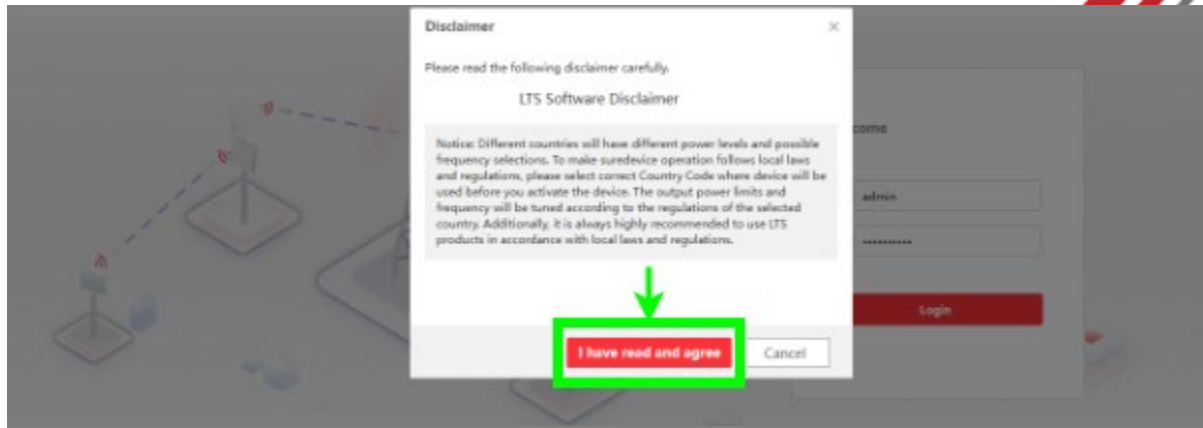 Disclaimer
×
Please read the following disclaimer carefully.
LTS Software Disclaimer
Notice: Different countries will have different power levels and possible
frequency selections. To make suredevice operation follows local laws
and regulations, please select correct Country Code where device will be
used before you activate the device. The output power limits and
frequency will be tuned according to the regulations of the selected
country. Additionally, it is always highly recommended to use LTS
products in accordance with local laws and regulations.
I have read and agree
Cancel
come
admin
••••••••••
Login